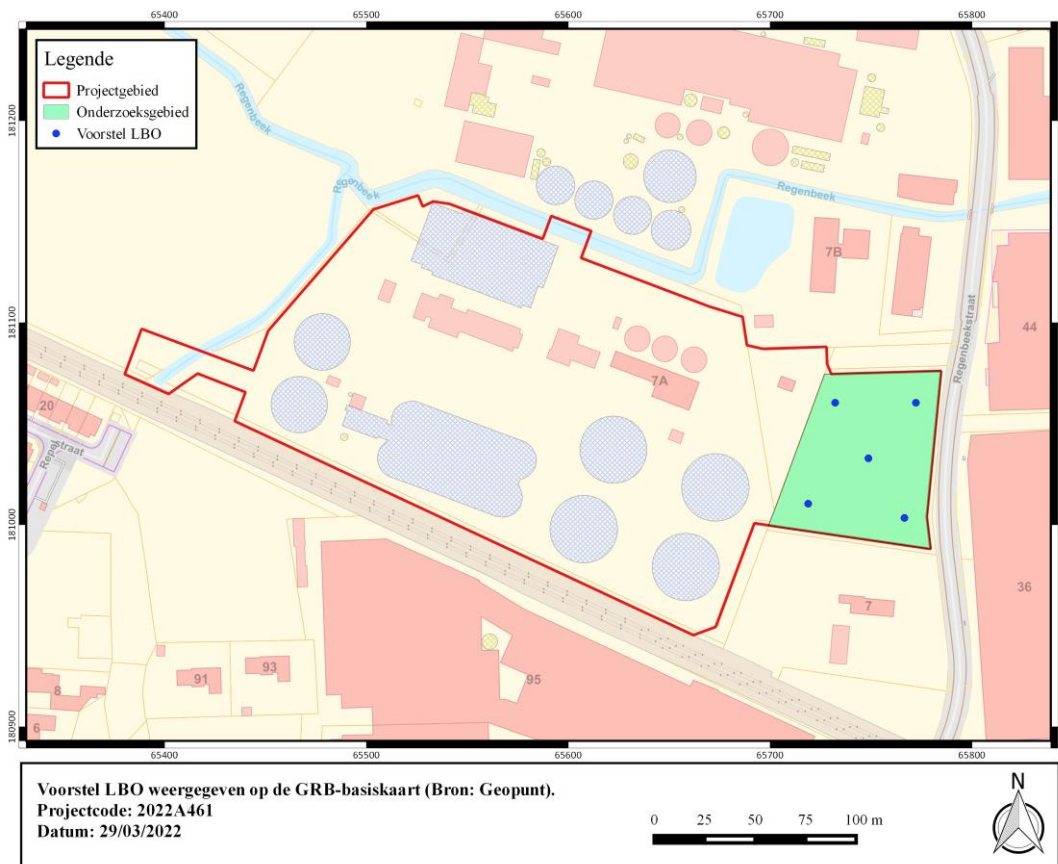 65400 65500 65600 65700 65800
Legende
Projectgebied
Onderzoeksgebied
Voorstel LBO
181200
181100
181000
180900
Regenbeek
Regenbeek
Regenbeek
7B
44
Regenbeekstraat
7A
20
Repelstraat
36
7
95
91
93
8
6
65400 65500 65600 65700 65800
Voorstel LBO weergegeven op de GRB-basiskaart (Bron: Geopunt).
Projectcode: 2022A461
Datum: 29/03/2022
0 25 50 75 100 m
N